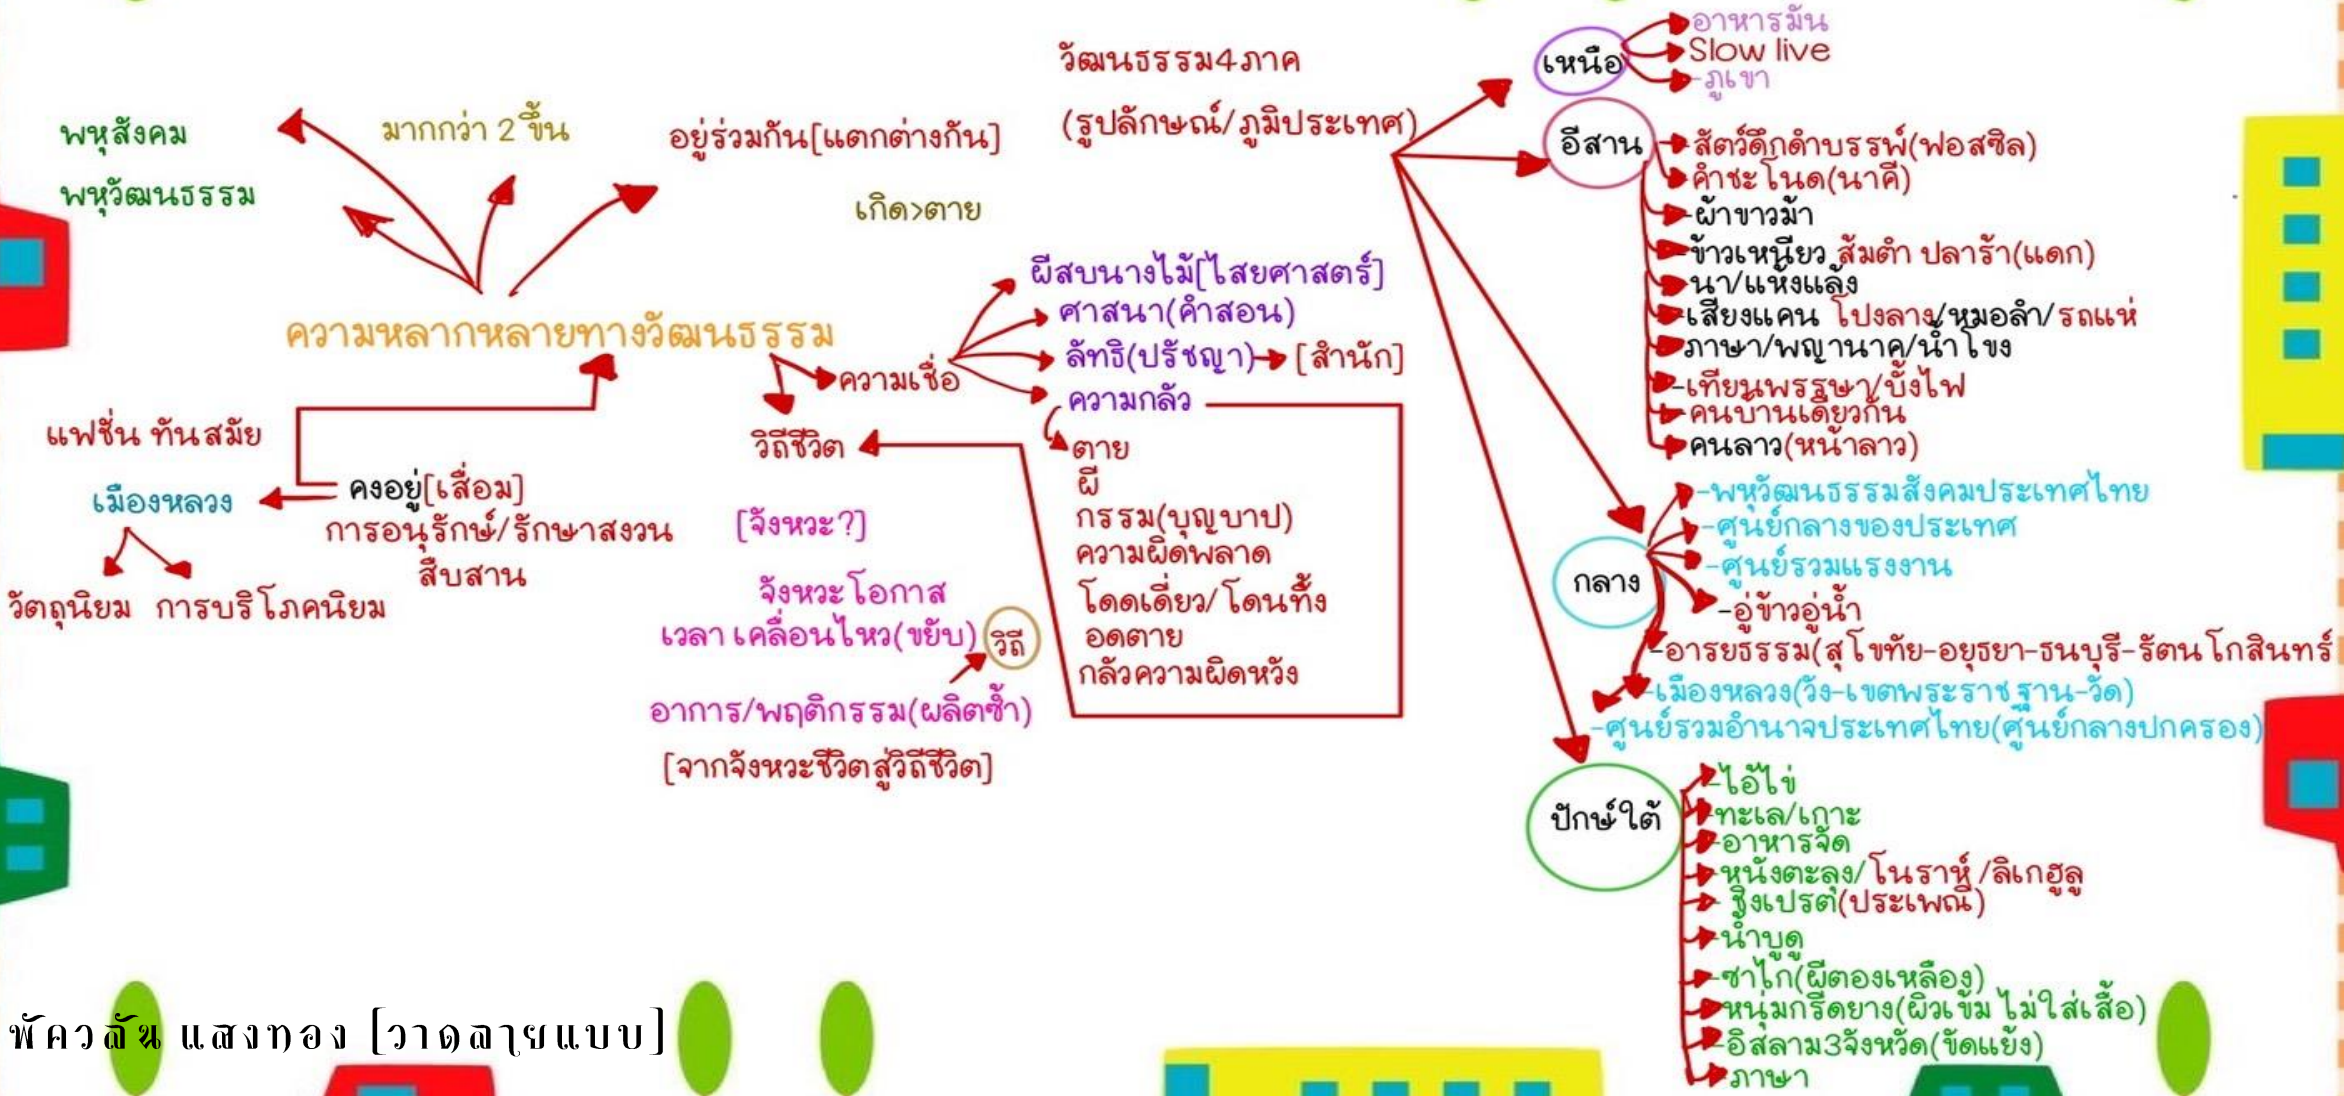 พหุสังคม
พหุวัฒนธรรม
มากกว่า 2 ขึ้น
อยู่ร่วมกัน[แตกต่างกัน]
เกิด>ตาย
ความหลากหลายทางวัฒนธรรม
แฟชั่น ทันสมัย
เมืองหลวง
วัตถุนิยม การบริโภคนิยม
คงอยู่[เสื่อม]
การอนุรักษ์/รักษาสงวน
สืบสาน
ความเชื่อ
ผีสบนางไม้[ไสยศาสตร์]
ศาสนา(คำสอน)
ลัทธิ(ปรัชญา) [สำนัก]
ความกลัว
ตาย
ผี
กรรม(บุญบาป)
ความผิดพลาด
โดดเดี่ยว/โดนทิ้ง
อดตาย
กลัวความผิดหวัง
วิถีชีวิต
[จังหวะ?]
จังหวะโอกาส
เวลา เคลื่อนไหว(ขยับ)
วิถี
อาการ/พฤติกรรม(ผลิตซ้ำ)
[จากจังหวะชีวิตสู่วิถีชีวิต]
วัฒนธรรม4ภาค
(รูปลักษณ์/ภูมิประเทศ)
เหนือ
อาหารมัน
Slow live
-ภูเขา
อีสาน
สัตว์ดึกดำบรรพ์(ฟอสซิล)
คำชะโนด(นาคี)
-ผ้าขาวม้า
-ข้าวเหนียว ส้มตำ ปลาร้า(แดก)
-นา/แห้งแล้ง
-เสียงแคน โปงลาง/หมอลำ/รถแห่
ภาษา/พญานาค/น้ำโขง
-เทียนพรรษา/บั้งไฟ
-คนบ้านเดียวกัน
คนลาว(หน้าลาว)
กลาง
-พหุวัฒนธรรมสังคมประเทศไทย
-ศูนย์กลางของประเทศ
-ศูนย์รวมแรงงาน
-อู่ข้าวอู่น้ำ
-อารยธรรม(สุโขทัย-อยุธยา-ธนบุรี-รัตนโกสินทร์
-เมืองหลวง(วัง-เขตพระราชฐาน-วัด)
-ศูนย์รวมอำนาจประเทศไทย(ศูนย์กลางปกครอง)
ปักษ์ใต้
-ไอ้ไข่
ทะเล/เกาะ
-อาหารจัด
-หนังตะลุง/โนราห์ /ลิเกฮูลู
- ชิงเปรต(ประเพณี)
-น้ำบูดู
-ซาไก(ผีตองเหลือง)
-หนุ่มกรีดยาง(ผิวเข้ม ไม่ใส่เสื้อ)
-อิสลาม3จังหวัด(ขัดแย้ง)
-ภาษา
พัควลัน แสงทอง [วาดลายแบบ]